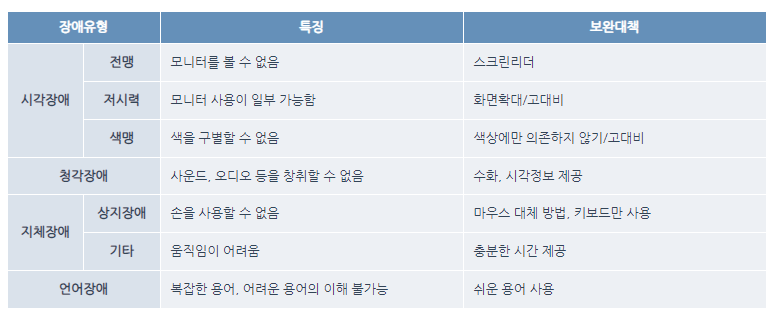 장애유형 특징 보완대책
시각장애 전맹 모니터를 볼 수 없음 스크린리더
저시력 모니터 사용이 일부 가능함 화면확대/고대비
색맹 색을 구별할 수 없음 색상에만 의존하지 않기/고대비
청각장애 사운드, 오디오 등을 창취할 수 없음 수화, 시각정보 제공
지체장애 상지장애 손을 사용할 수 없음 마우스 대체 방법, 키보드만 사용
기타 움직임이 어려움 충분한 시간 제공
언어장애 복잡한 용어, 어려운 용어의 이해 불가능 쉬운 용어 사용